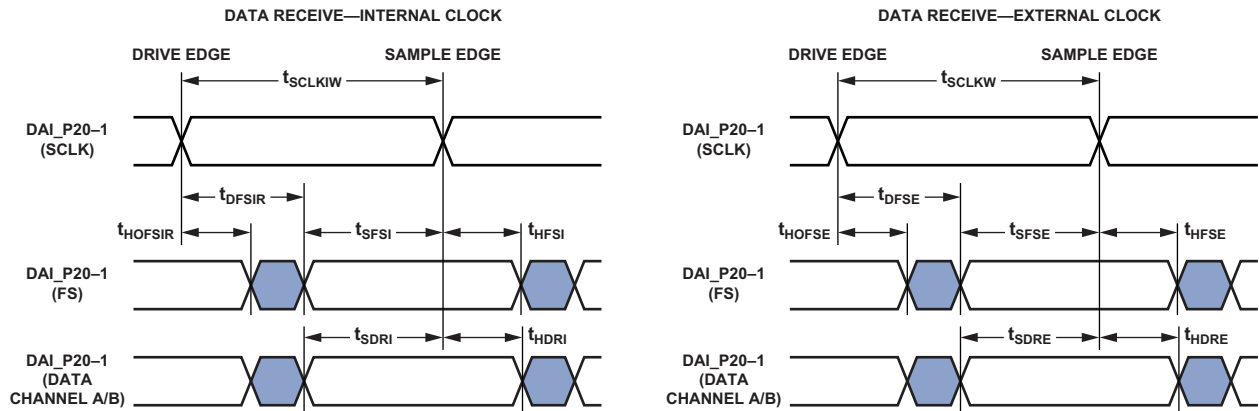 DATA RECEIVE—INTERNAL CLOCK
DRIVE EDGE
SAMPLE EDGE
tSCLKIW
DAI_P20–1
(SCLK)
tDFSIR
tHOFSIR
tSFSI
tHFSI
DAI_P20–1
(FS)
tSDRI
tHDRI
DAI_P20–1
(DATA
CHANNEL A/B)
DATA RECEIVE—EXTERNAL CLOCK
DRIVE EDGE
SAMPLE EDGE
tSCLKW
DAI_P20–1
(SCLK)
tDFSE
tHOFSE
tSFSE
tHFSE
DAI_P20–1
(FS)
tSDRE
tHDRE
DAI_P20–1
(DATA
CHANNEL A/B)